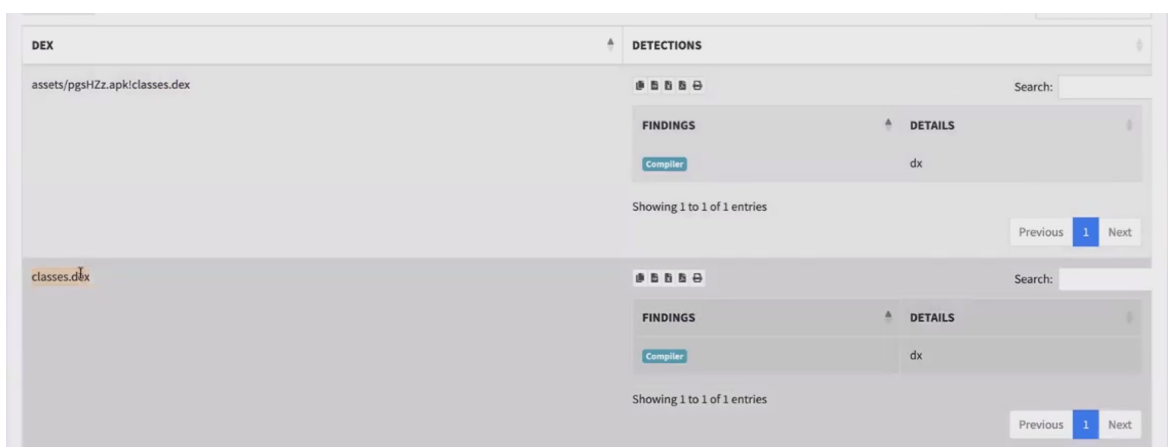 DEX DETECTIONS
assets/pgsHZz.apk!classes.dex
Search:
FINDINGS DETAILS
Compiler dx
Showing 1 to 1 of 1 entries
Previous 1 Next
classes.dex
Search:
FINDINGS DETAILS
Compiler dx
Showing 1 to 1 of 1 entries
Previous 1 Next